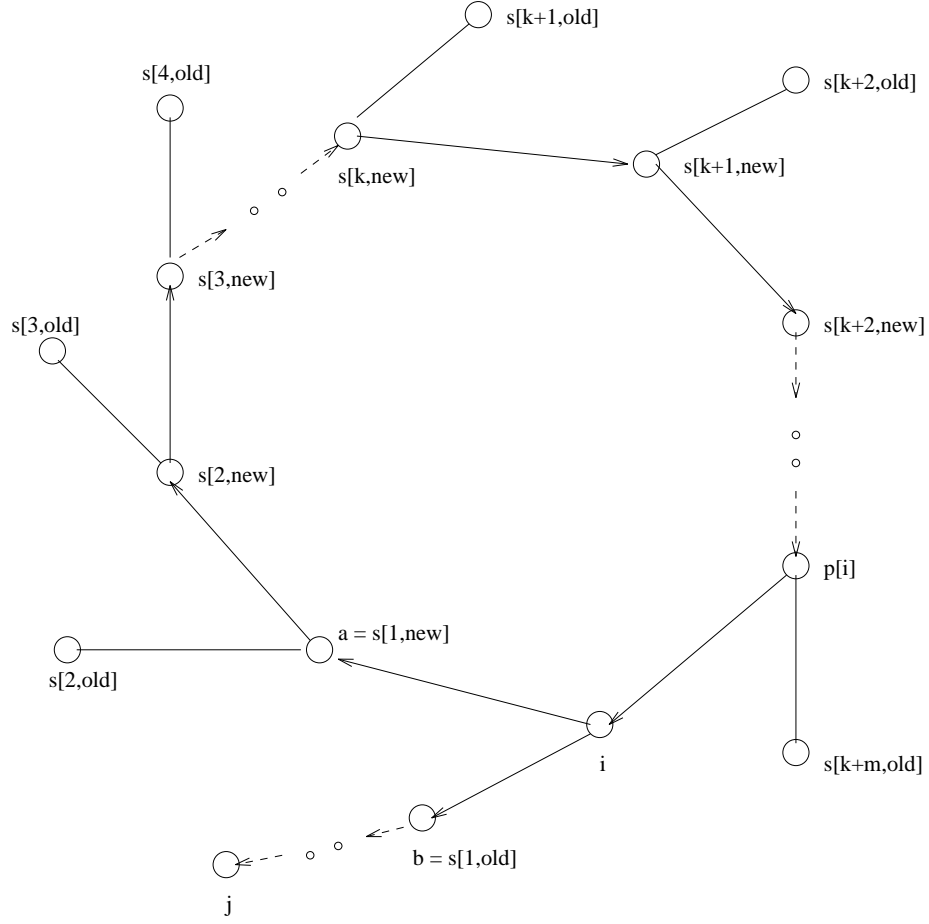 s[k+1,old]
s[4,old]
s[k+2,old]
s[k,new]
s[k+1,new]
s[3,new]
s[3,old]
s[k+2,new]
s[2,new]
p[i]
a = s[1,new]
s[2,old]
i
s[k+m,old]
b = s[1,old]
j